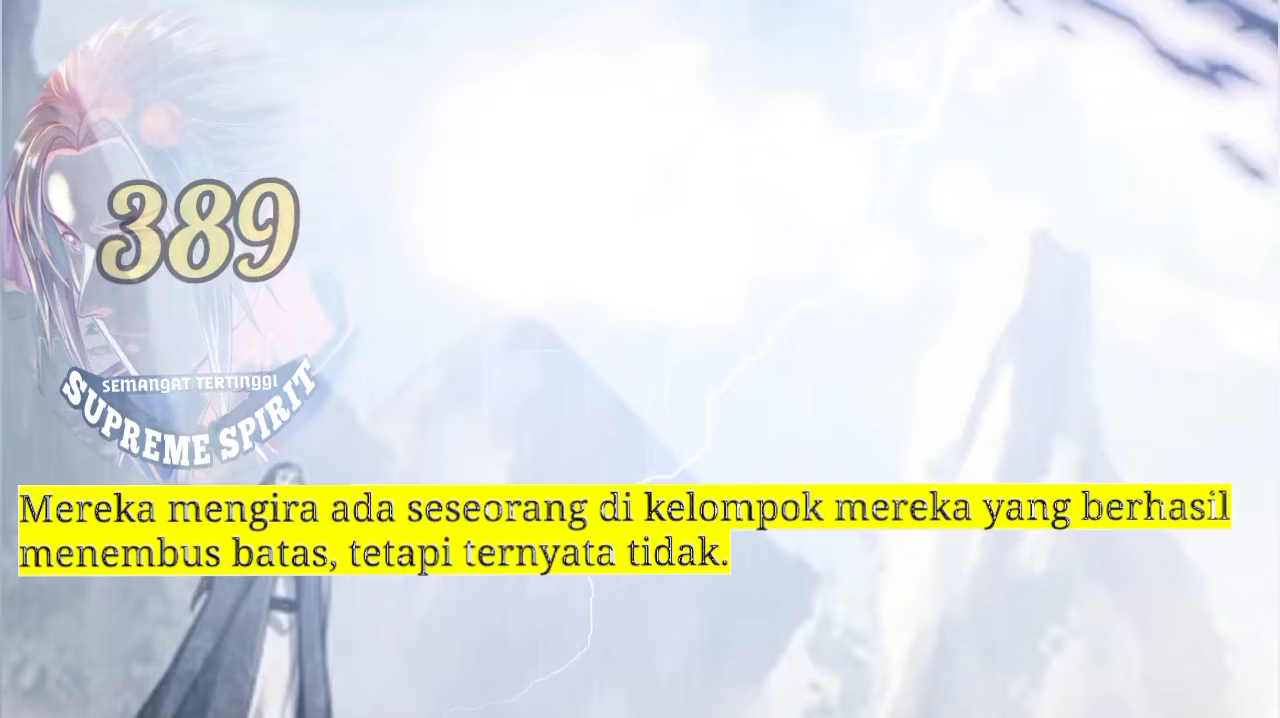 389
SEMANGAT TERTINGGI
SUPREME SPIRIT
Mereka mengira ada seseorang di kelompok mereka yang berhasil
menembus batas, tetapi ternyata tidak.